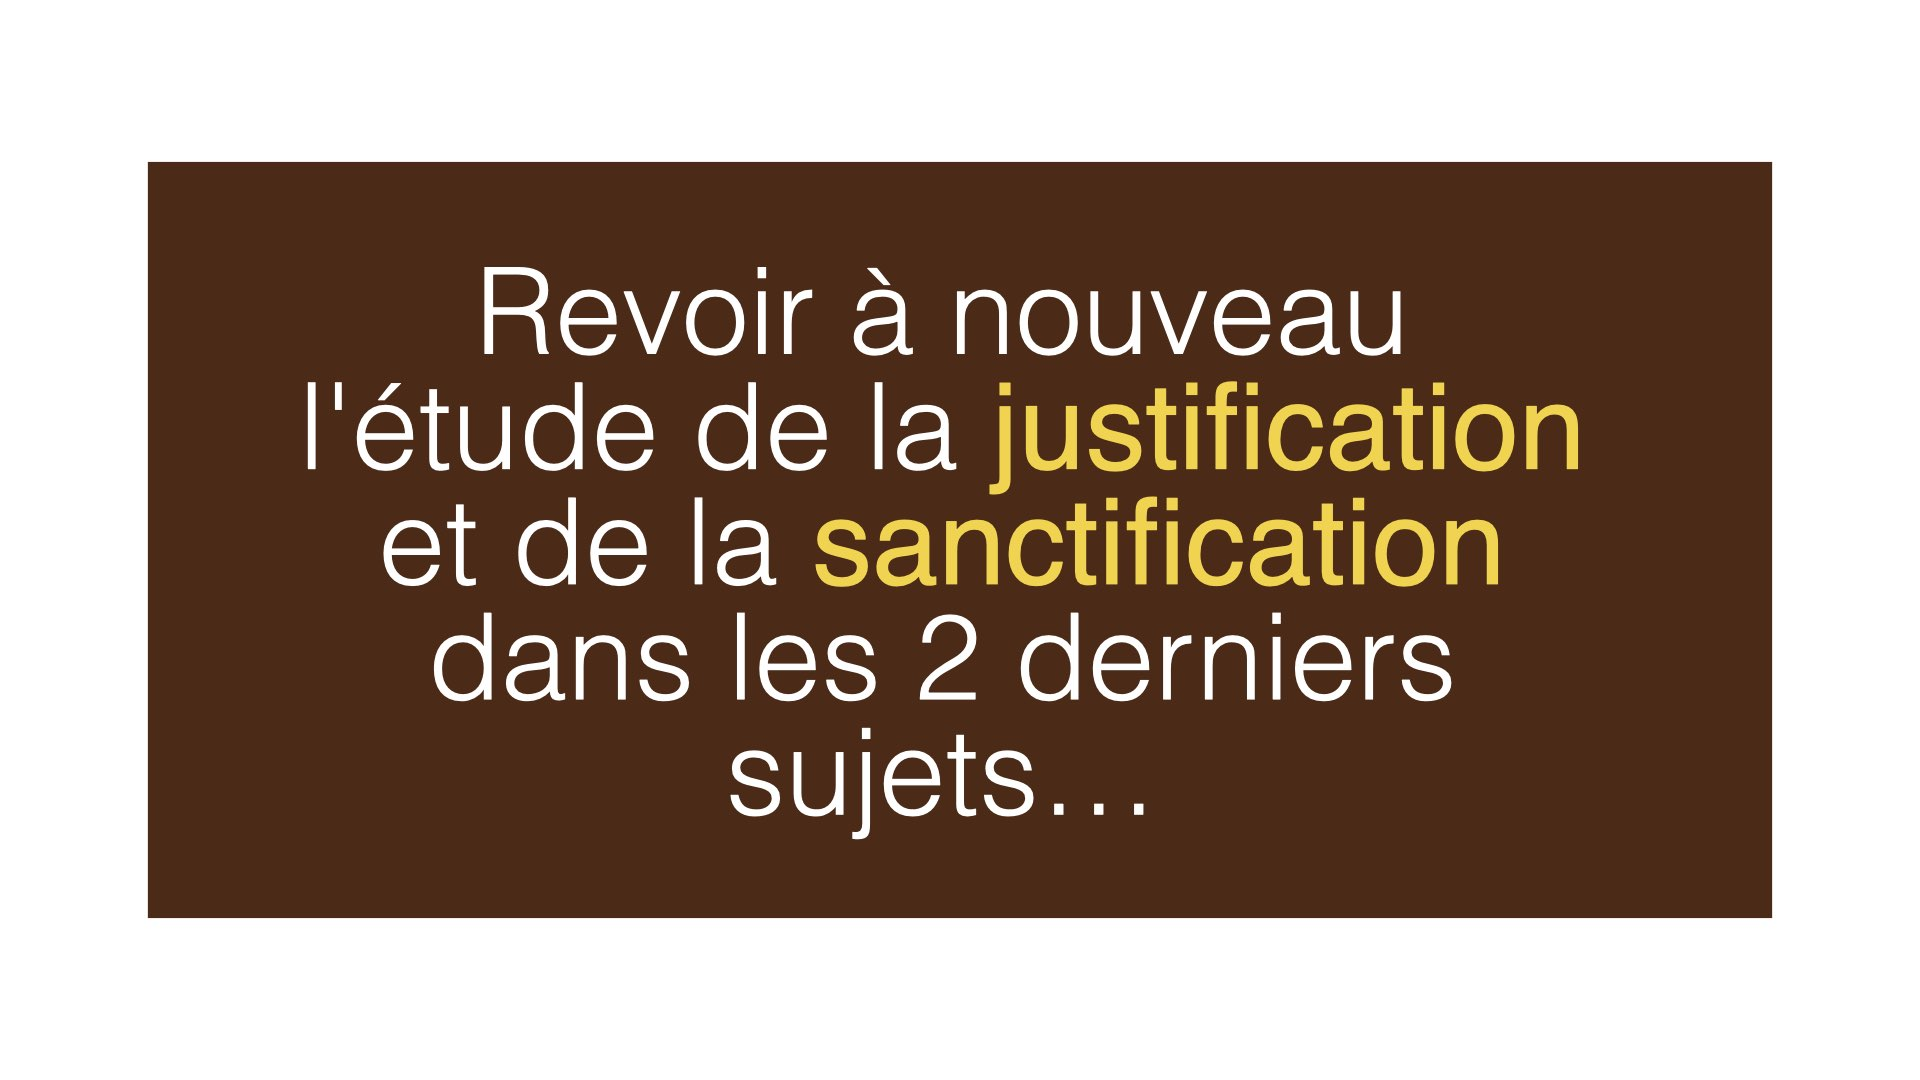 Revoir à nouveau
l'étude de la justification
et de la sanctification
dans les 2 derniers
sujets…